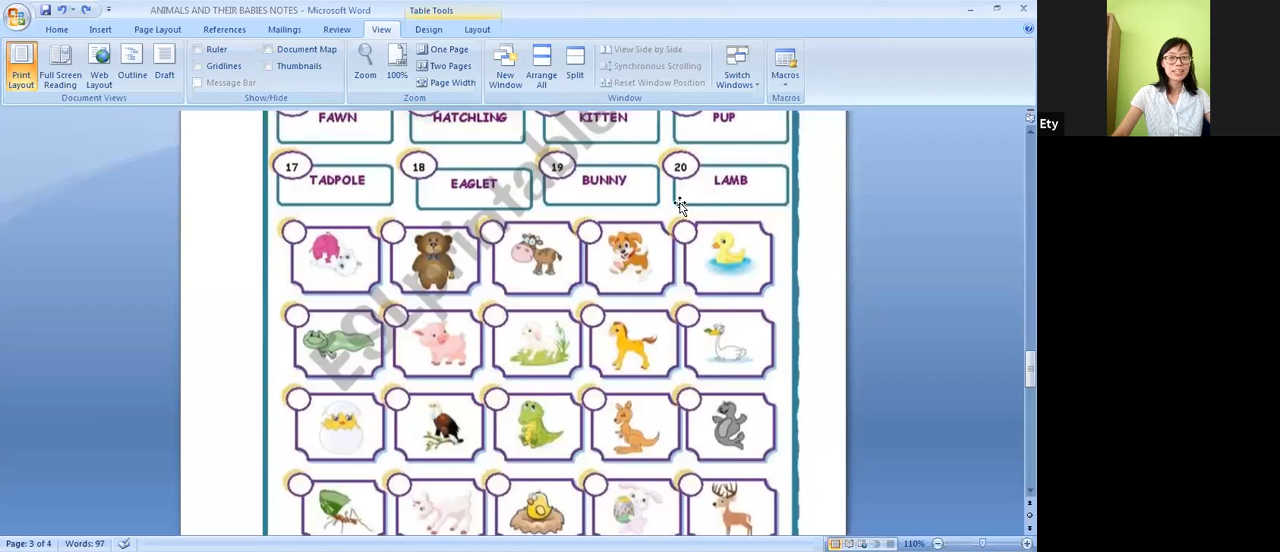 ANIMALS AND THEIR BABIES NOTES - Microsoft Word
Table Tools
Home Insert Page Layout References Mailings Review View Design Layout
Print Layout
Full Screen Reading
Web Layout
Outline
Draft
Document Views
Ruler
Gridlines
Message Bar
Document Map
Thumbnails
Show/Hide
Zoom
100%
One Page
Two Pages
Page Width
Zoom
New Window
Arrange All
Split
View Side by Side
Synchronous Scrolling
Reset Window Position
Window
Switch Windows
Macros
Macros
Ety
FAWN HATCHLING KITTEN PUP
17 18 19 20
TADPOLE EAGLET BUNNY LAMB
ESLprintable
Page: 3 of 4 Words: 97 110%